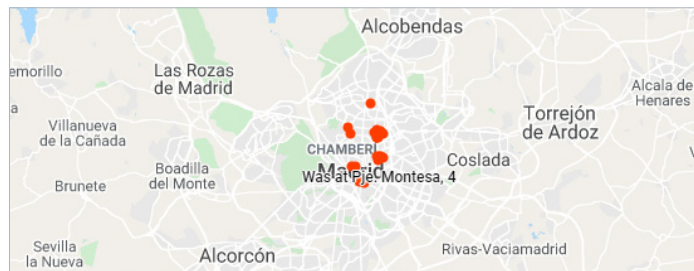 Alcobendas
emorillo
Las Rozas
de Madrid
Alcala de
Henares
Torrejón
de Ardoz
Villanueva
de la Cañada
CHAMBERÍ
Coslada
Boadilla
del Monte
Madrid
Was at Pje. Montesa, 4
Brunete
Sevilla
la Nueva
Alcorcón
Rivas-Vaciamadrid